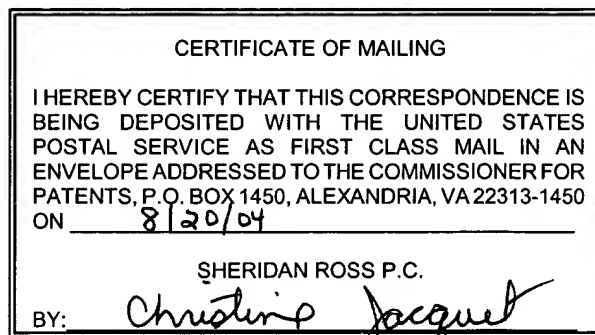 CERTIFICATE OF MAILING
I HEREBY CERTIFY THAT THIS CORRESPONDENCE IS
BEING DEPOSITED WITH THE UNITED STATES
POSTAL SERVICE AS FIRST CLASS MAIL IN AN
ENVELOPE ADDRESSED TO THE COMMISSIONER FOR
PATENTS, P.O. BOX 1450, ALEXANDRIA, VA 22313-1450
ON 8/20/04
SHERIDAN ROSS P.C.
BY: Christine Jacquet